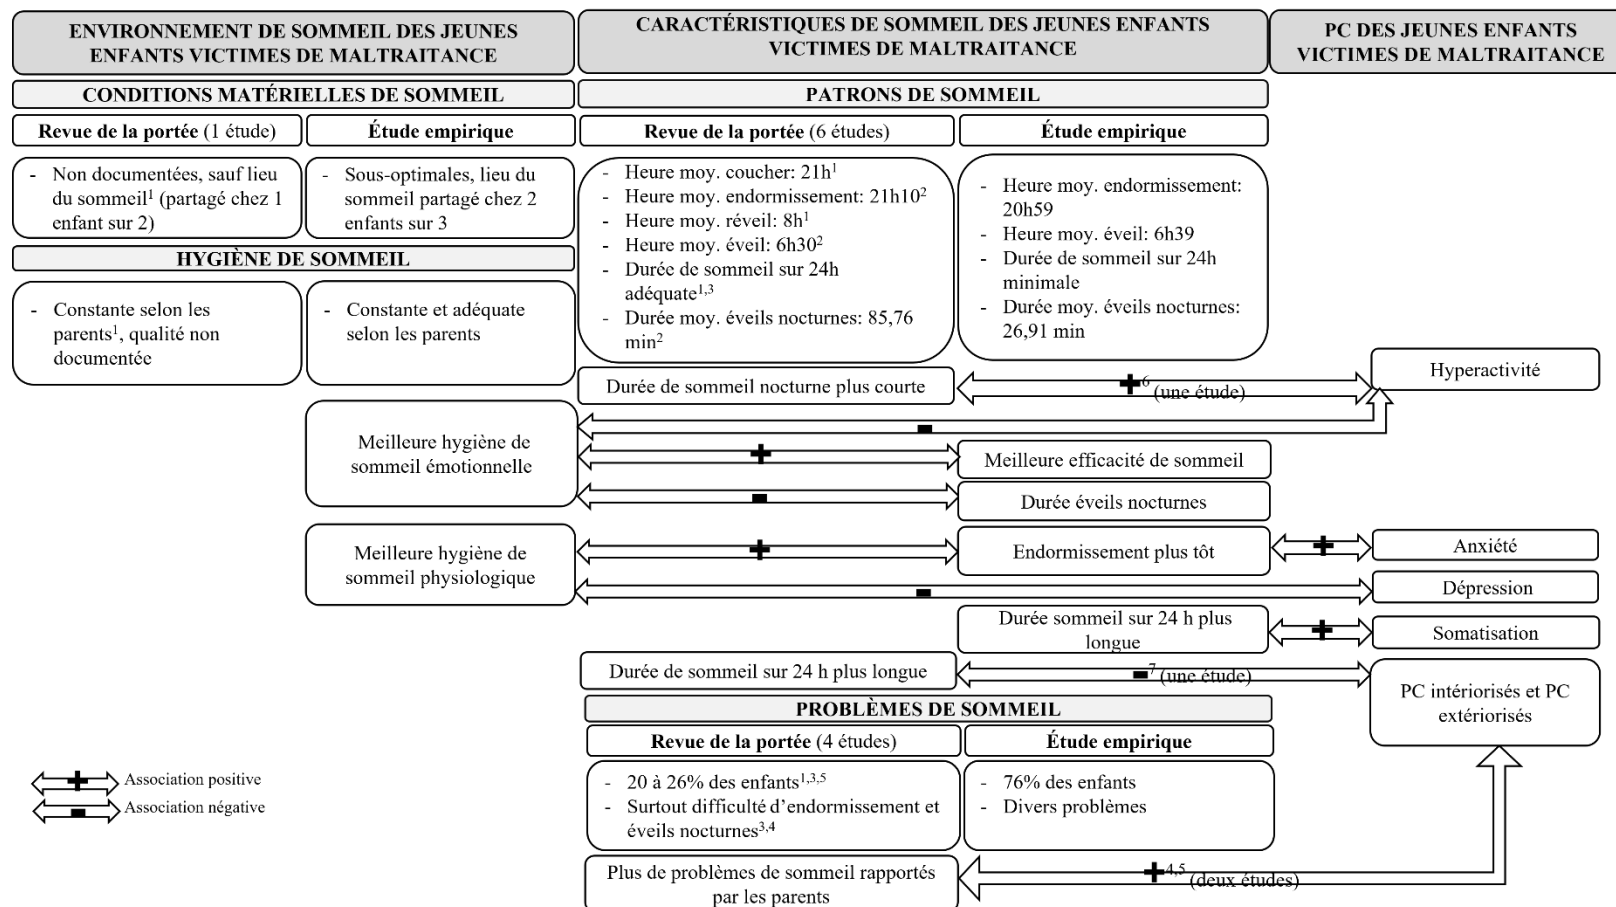 ENVIRONNEMENT DE SOMMEIL DES JEUNES
ENFANTS VICTIMES DE MALTRAITANCE
CARACTÉRISTIQUES DE SOMMEIL DES JEUNES ENFANTS
VICTIMES DE MALTRAITANCE
PC DES JEUNES ENFANTS
VICTIMES DE MALTRAITANCE
CONDITIONS MATÉRIELLES DE SOMMEIL
PATRONS DE SOMMEIL
Revue de la portée (1 étude)
Étude empirique
Revue de la portée (6 études)
Étude empirique
- Non documentées, sauf lieu
du sommeil¹ (partagé chez 1
enfant sur 2)
- Sous-optimales, lieu du
sommeil partagé chez 2
enfants sur 3
- Heure moy. coucher: 21h¹
- Heure moy. endormissement: 21h10²
- Heure moy. réveil: 8h¹
- Heure moy. éveil: 6h30²
- Durée de sommeil sur 24h
adéquate¹,³
- Durée moy. éveils nocturnes: 85,76
min²
- Heure moy. endormissement:
20h59
- Heure moy. éveil: 6h39
- Durée de sommeil sur 24h
minimale
- Durée moy. éveils nocturnes:
26,91 min
HYGIÈNE DE SOMMEIL
- Constante selon les
parents¹, qualité non
documentée
- Constante et adéquate
selon les parents
Durée de sommeil nocturne plus courte
+⁶ (une étude)
Hyperactivité
Meilleure hygiène de
sommeil émotionnelle
-
+
Meilleure efficacité de sommeil
-
Durée éveils nocturnes
Meilleure hygiène de
sommeil physiologique
+
Endormissement plus tôt
+
Anxiété
-
Dépression
Durée sommeil sur 24 h plus
longue
+
Somatisation
Durée de sommeil sur 24 h plus longue
-⁷ (une étude)
PC intériorisés et PC
extériorisés
PROBLÈMES DE SOMMEIL
Revue de la portée (4 études)
Étude empirique
- 20 à 26% des enfants¹,³,⁵
- Surtout difficulté d’endormissement et
éveils nocturnes³,⁴
- 76% des enfants
- Divers problèmes
Plus de problèmes de sommeil rapportés
par les parents
+⁴,⁵ (deux études)
+ Association positive
- Association négative